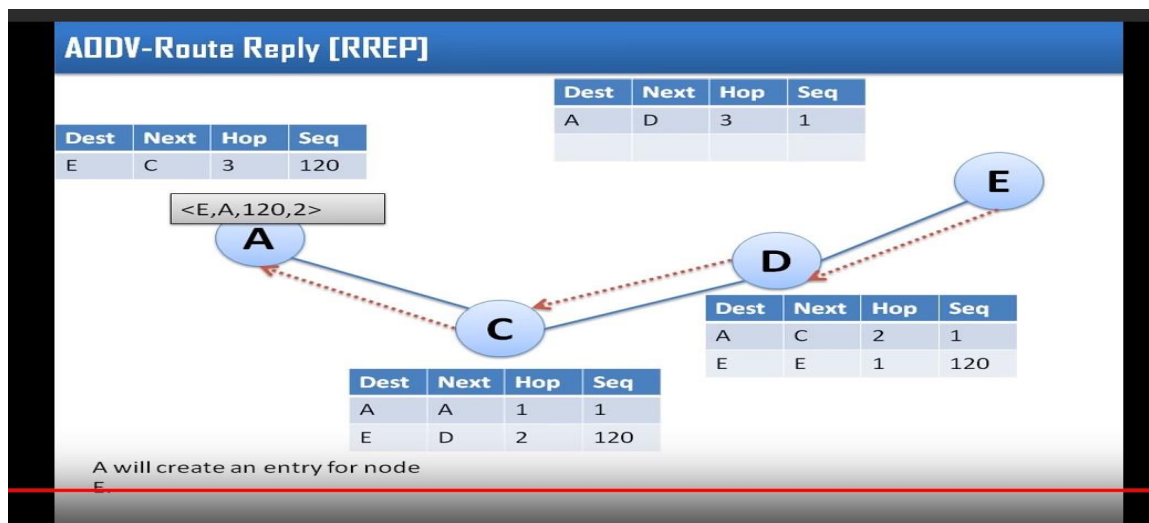 AODV-Route Reply [RREP]
Dest Next Hop Seq
A D 3 1
Dest Next Hop Seq
E C 3 120
<E,A,120,2>
A
E
D
C
Dest Next Hop Seq
A C 2 1
E E 1 120
Dest Next Hop Seq
A A 1 1
E D 2 120
A will create an entry for node
E.